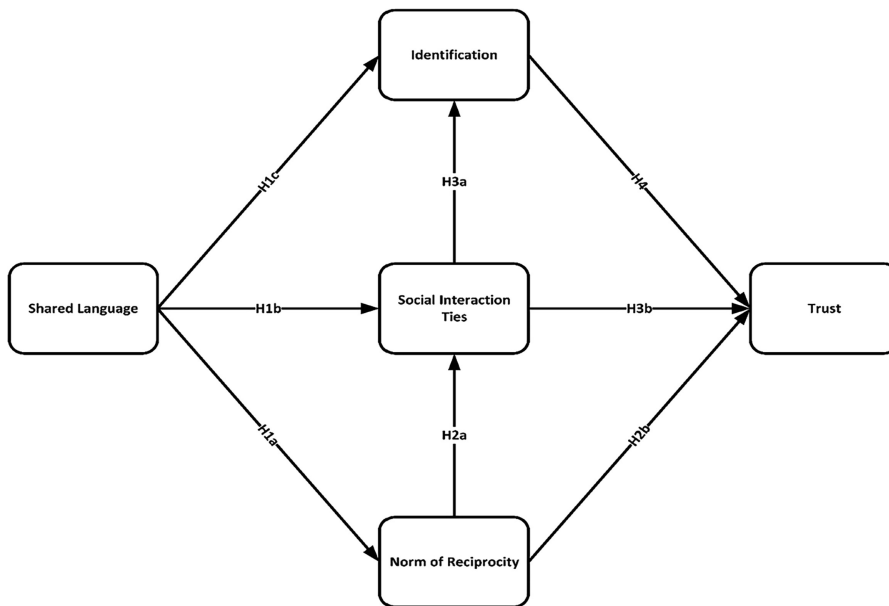 Identification
H1c
H4
H3a
Shared Language
H1b
Social Interaction
Ties
H3b
Trust
H1a
H2a
H2b
Norm of Reciprocity